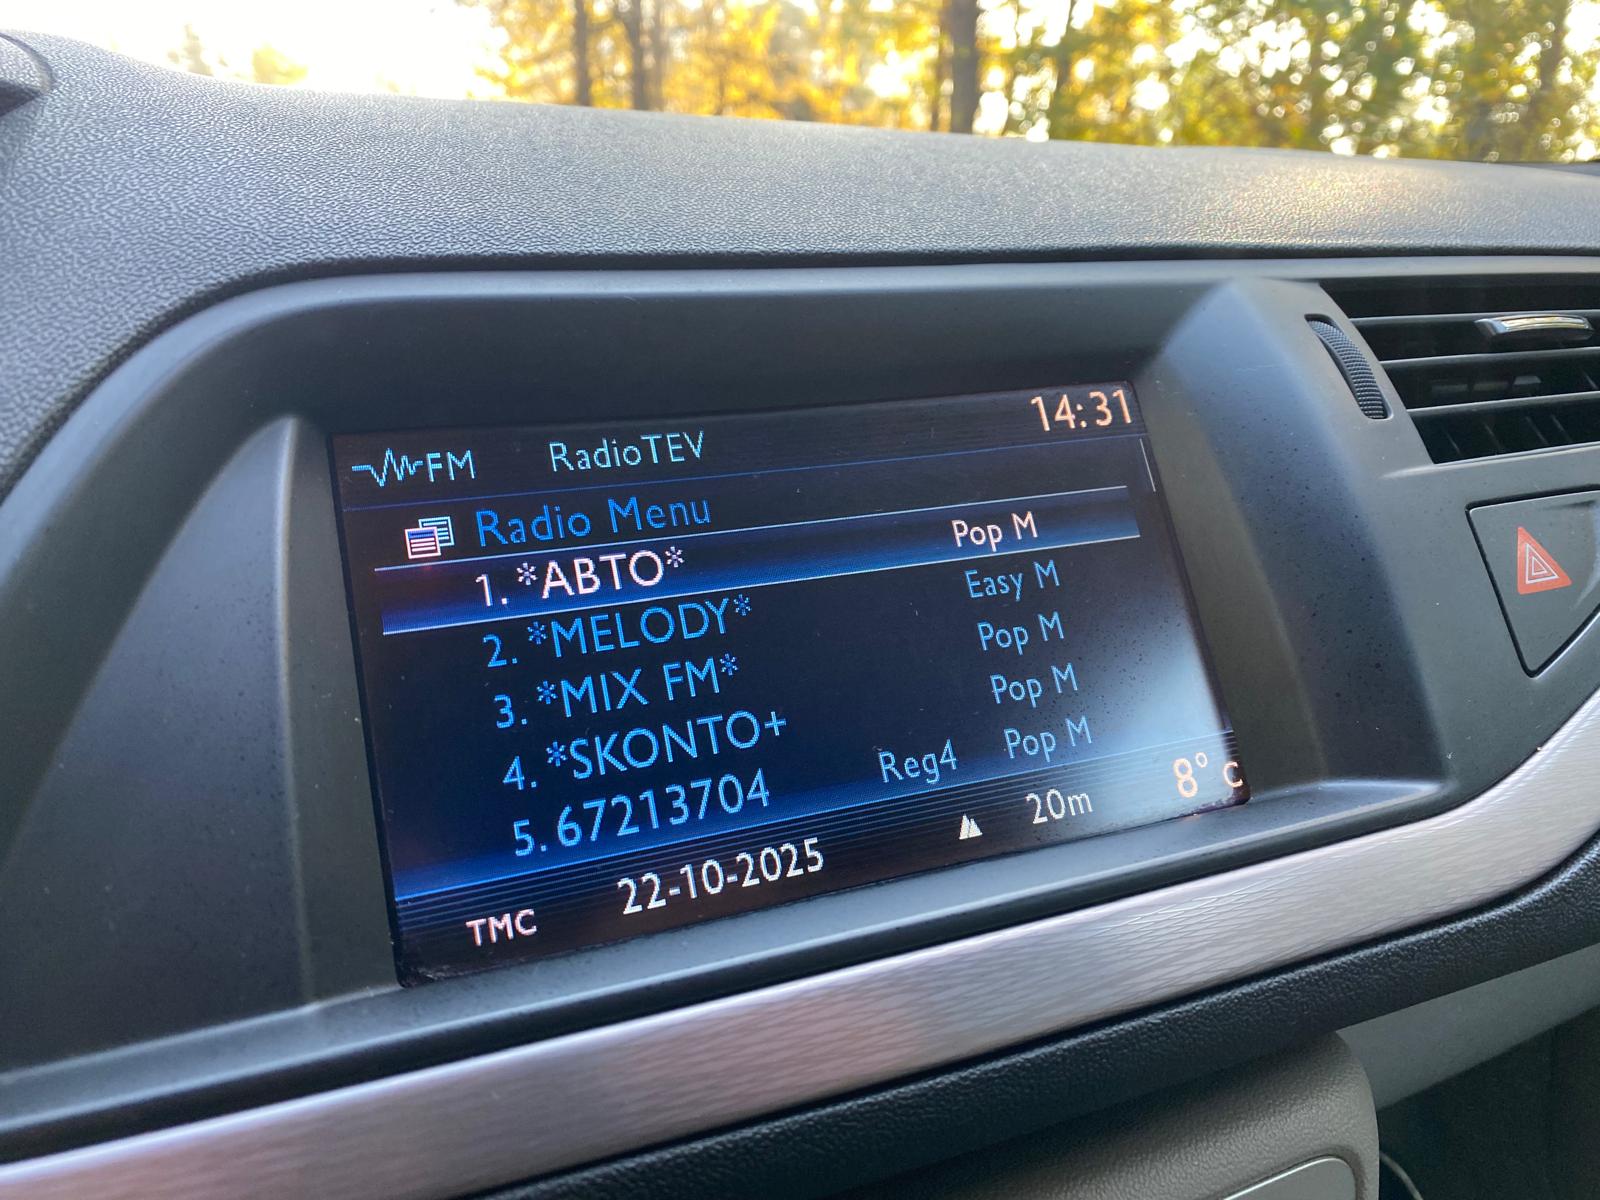 FM RadioTEV 14:31
Radio Menu
1. *ABTO* Pop M
2. *MELODY* Easy M
3. *MIX FM* Pop M
4. *SKONTO+ Pop M
5. 67213704 Reg4 Pop M
TMC 22-10-2025 20m 8° C